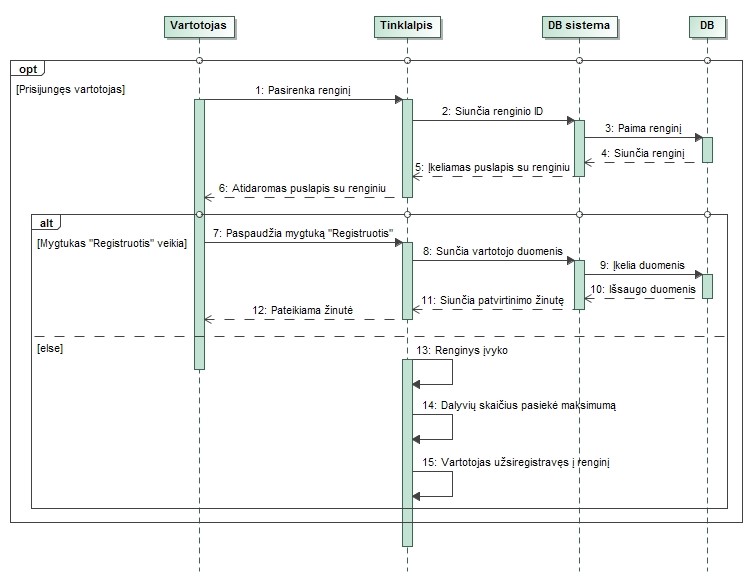 Vartotojas
Tinklalpis
DB sistema
DB
opt
[Prisijungęs vartotojas]
1: Pasirenka renginį
2: Siunčia renginio ID
3: Paima renginį
4: Siunčia renginį
5: Įkeliamas puslapis su renginiu
6: Atidaromas puslapis su renginiu
alt
[Mygtukas "Registruotis" veikia]
7: Paspaudžia mygtuką "Registruotis"
8: Sunčia vartotojo duomenis
9: Įkelia duomenis
10: Išsaugo duomenis
11: Siunčia patvirtinimo žinutę
12: Pateikiama žinutė
[else]
13: Renginys įvyko
14: Dalyvių skaičius pasiekė maksimumą
15: Vartotojas užsiregistravęs į renginį